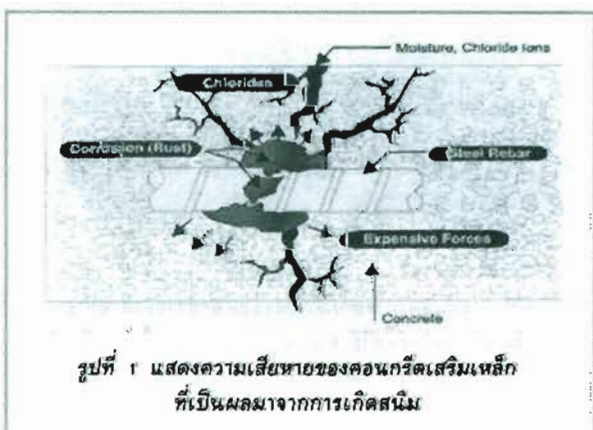 Moisture, Chloride Ions
Chlorides
Corrosion (Rust)
Steel Rebar
Expensive Forces
Concrete
รูปที่ 1 แสดงความเสียหายของคอนกรีตเสริมเหล็ก
ที่เป็นผลมาจากการเกิดสนิม